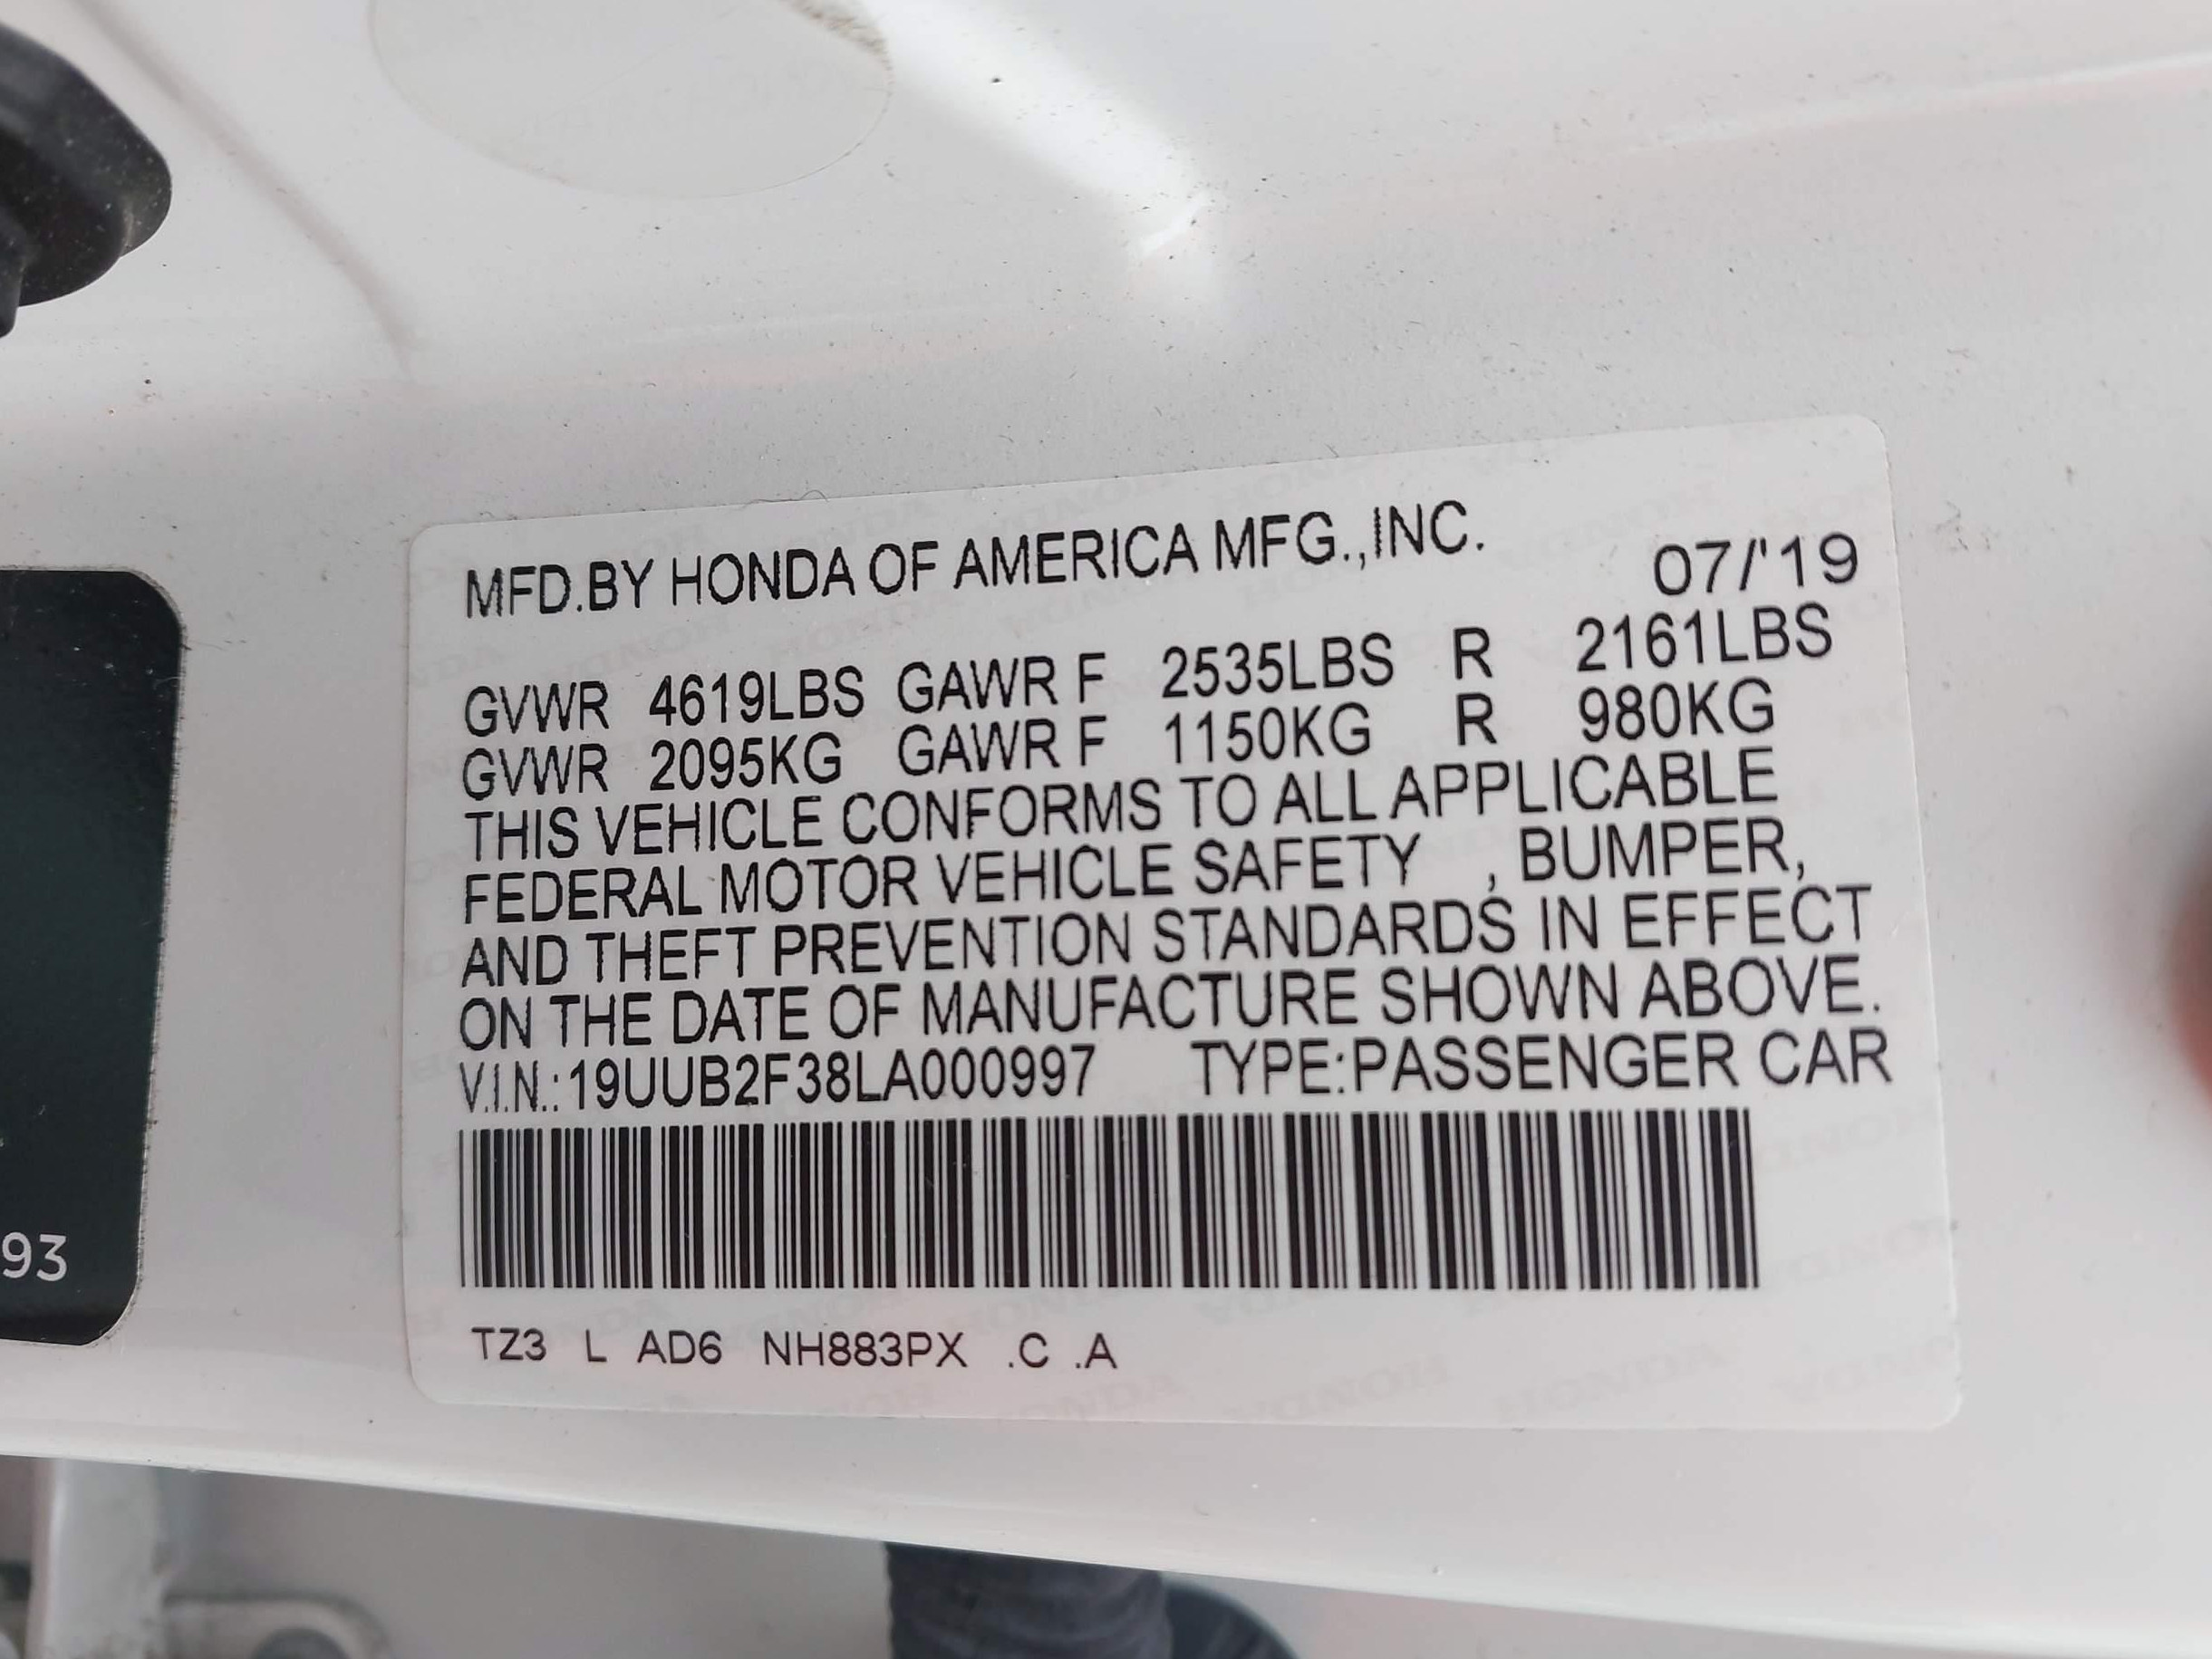 MFD.BY HONDA OF AMERICA MFG.,INC.
07/'19
GVWR 4619LBS GAWR F 2535LBS R 2161LBS
GVWR 2095KG GAWR F 1150KG R 980KG
THIS VEHICLE CONFORMS TO ALL APPLICABLE
FEDERAL MOTOR VEHICLE SAFETY , BUMPER,
AND THEFT PREVENTION STANDARDS IN EFFECT
ON THE DATE OF MANUFACTURE SHOWN ABOVE.
V.I.N.:19UUB2F38LA000997 TYPE:PASSENGER CAR
TZ3 L AD6 NH883PX .C .A
93